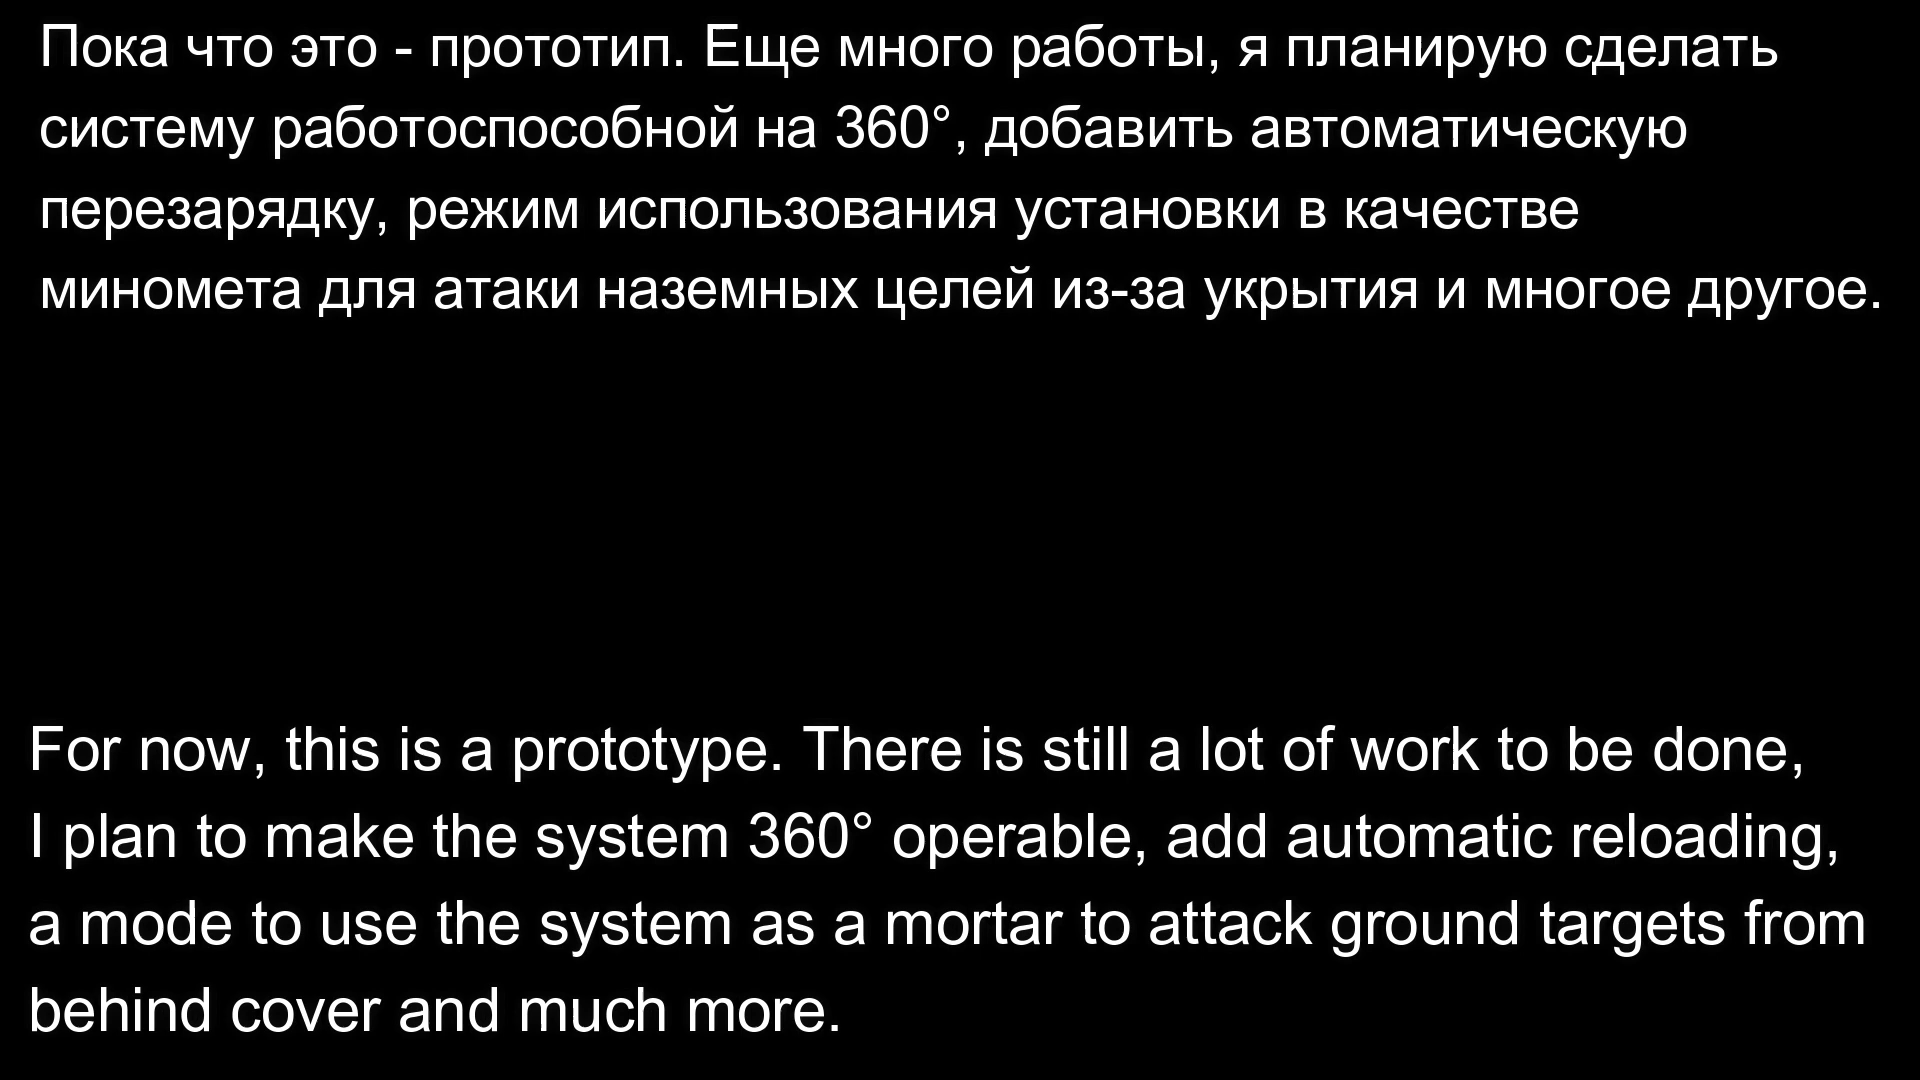 Пока что это - прототип. Еще много работы, я планирую сделать
систему работоспособной на 360°, добавить автоматическую
перезарядку, режим использования установки в качестве
миномета для атаки наземных целей из-за укрытия и многое другое.
For now, this is a prototype. There is still a lot of work to be done,
I plan to make the system 360° operable, add automatic reloading,
a mode to use the system as a mortar to attack ground targets from
behind cover and much more.